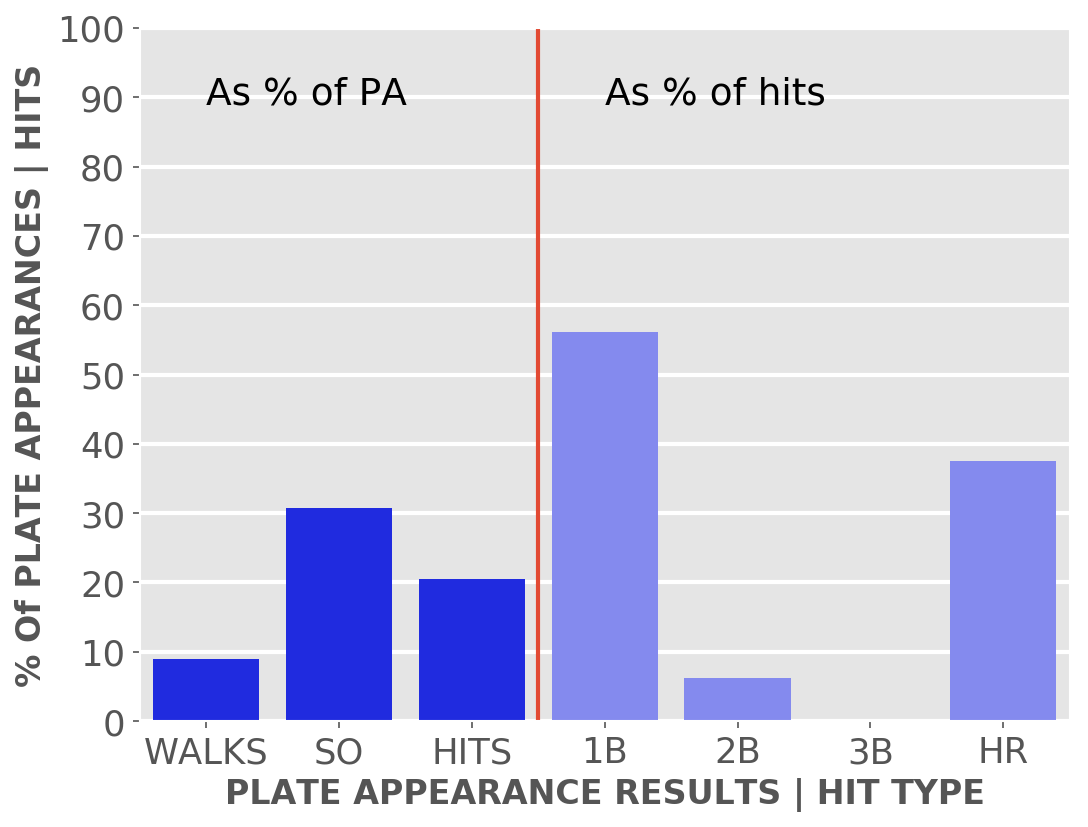 % Of PLATE APPEARANCES | HITS
100
90
80
70
60
50
40
30
20
10
0
As % of PA
As % of hits
WALKS SO HITS 1B 2B 3B HR
PLATE APPEARANCE RESULTS | HIT TYPE